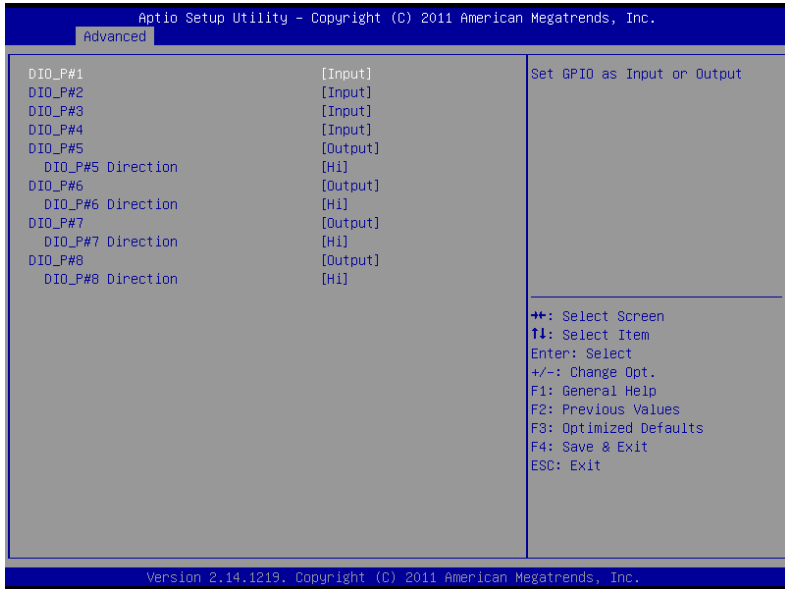 Aptio Setup Utility – Copyright (C) 2011 American Megatrends, Inc.
Advanced
DIO_P#1 [Input]
DIO_P#2 [Input]
DIO_P#3 [Input]
DIO_P#4 [Input]
DIO_P#5 [Output]
DIO_P#5 Direction [Hi]
DIO_P#6 [Output]
DIO_P#6 Direction [Hi]
DIO_P#7 [Output]
DIO_P#7 Direction [Hi]
DIO_P#8 [Output]
DIO_P#8 Direction [Hi]
Set GPIO as Input or Output
→←: Select Screen
↑↓: Select Item
Enter: Select
+/-: Change Opt.
F1: General Help
F2: Previous Values
F3: Optimized Defaults
F4: Save & Exit
ESC: Exit
Version 2.14.1219. Copyright (C) 2011 American Megatrends, Inc.